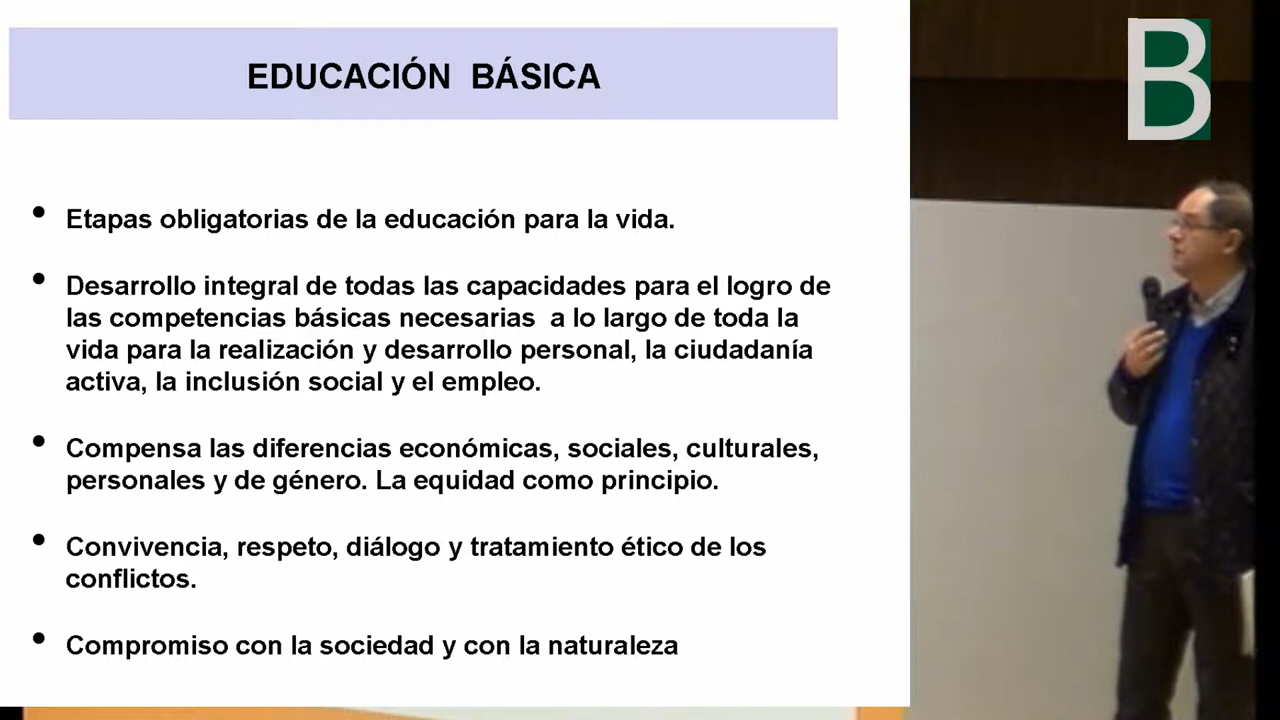 B
EDUCACIÓN BÁSICA
• Etapas obligatorias de la educación para la vida.
• Desarrollo integral de todas las capacidades para el logro de
las competencias básicas necesarias a lo largo de toda la
vida para la realización y desarrollo personal, la ciudadanía
activa, la inclusión social y el empleo.
• Compensa las diferencias económicas, sociales, culturales,
personales y de género. La equidad como principio.
• Convivencia, respeto, diálogo y tratamiento ético de los
conflictos.
• Compromiso con la sociedad y con la naturaleza